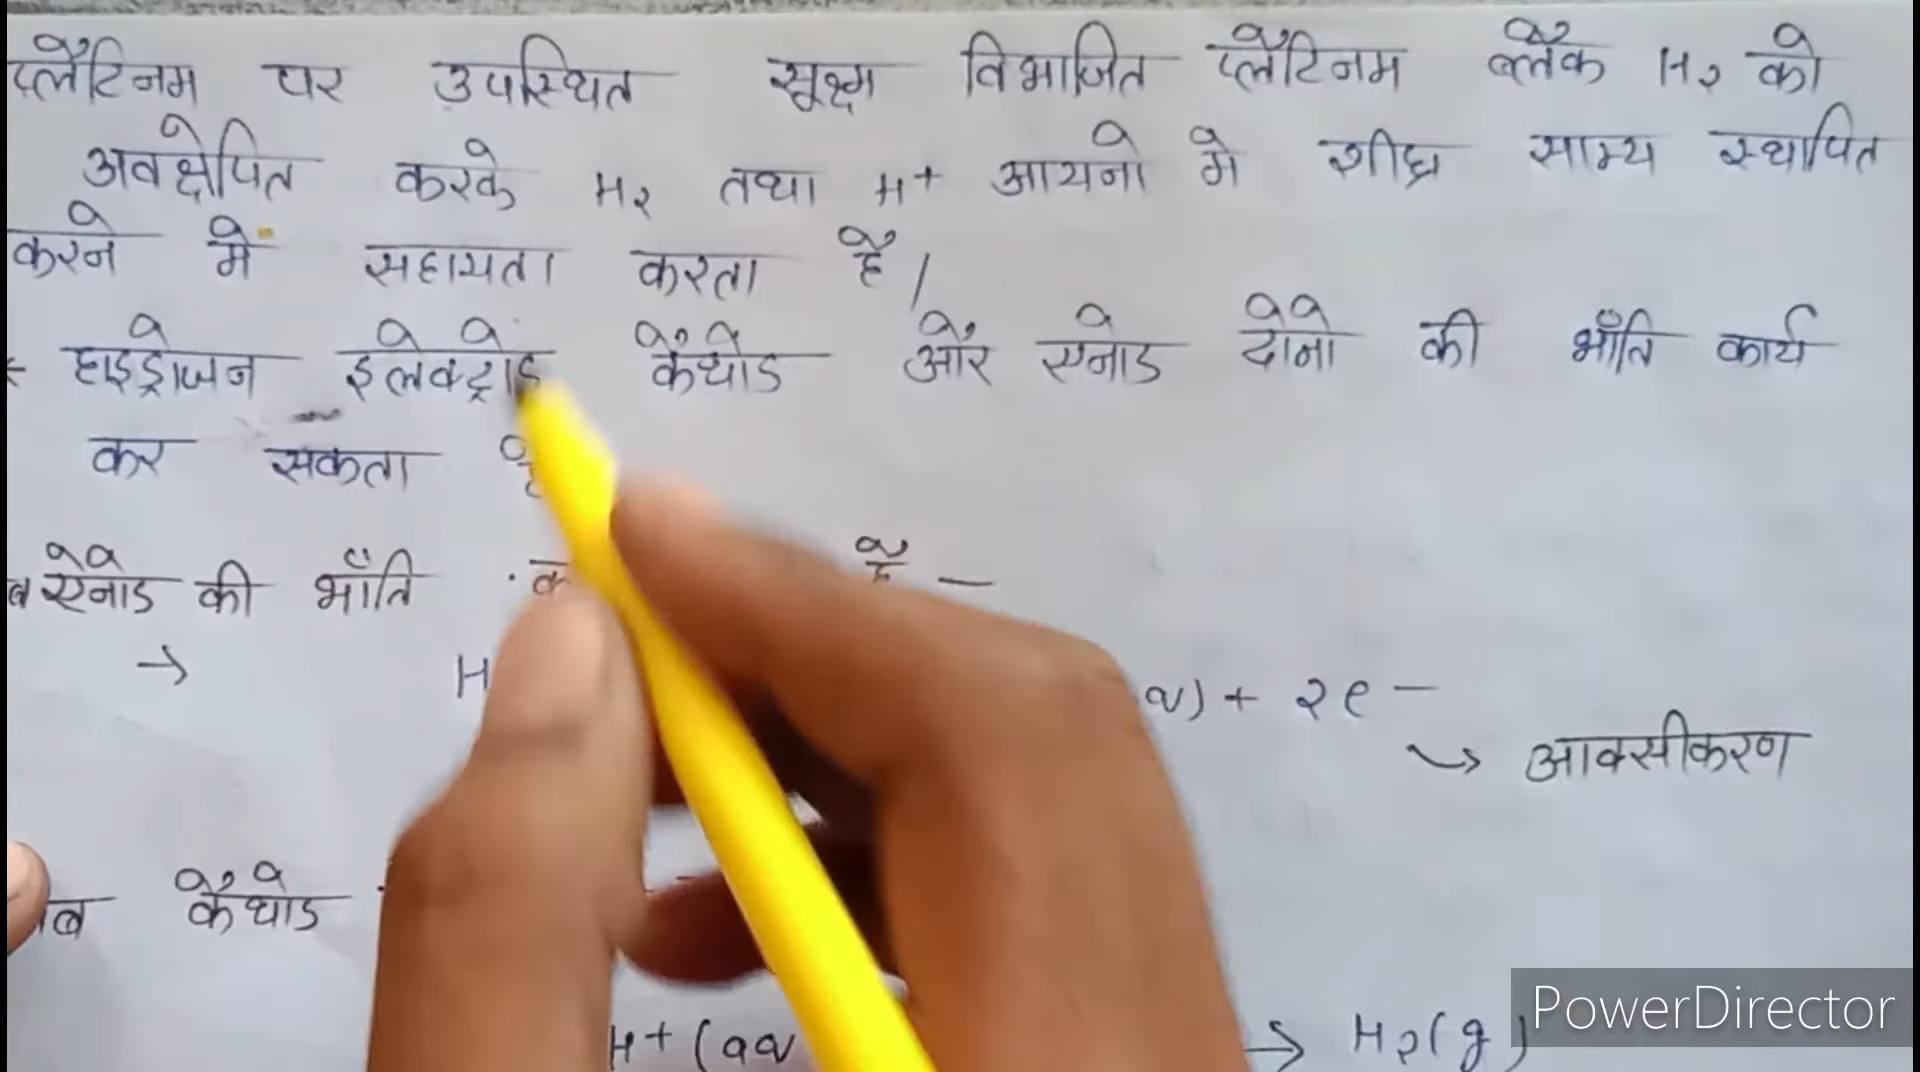 प्लैटिनम पर उपस्थित सूक्ष्म विभाजित प्लैटिनम ब्लैक H2 को
अवक्षेपित करके H2 तथा H+ आयनो मे शीघ्र साम्य स्थापित
करने में सहायता करता है/
हाइड्रोजन इलेक्ट्रोड कैथोड और एनोड दोनो की भाँति कार्य
कर सकता है
ब ऐनोड की भाँति है —
→ H q) + 2e —
↪ आक्सीकरण
ब कैथोड
H+ (aq → H2(g)
PowerDirector